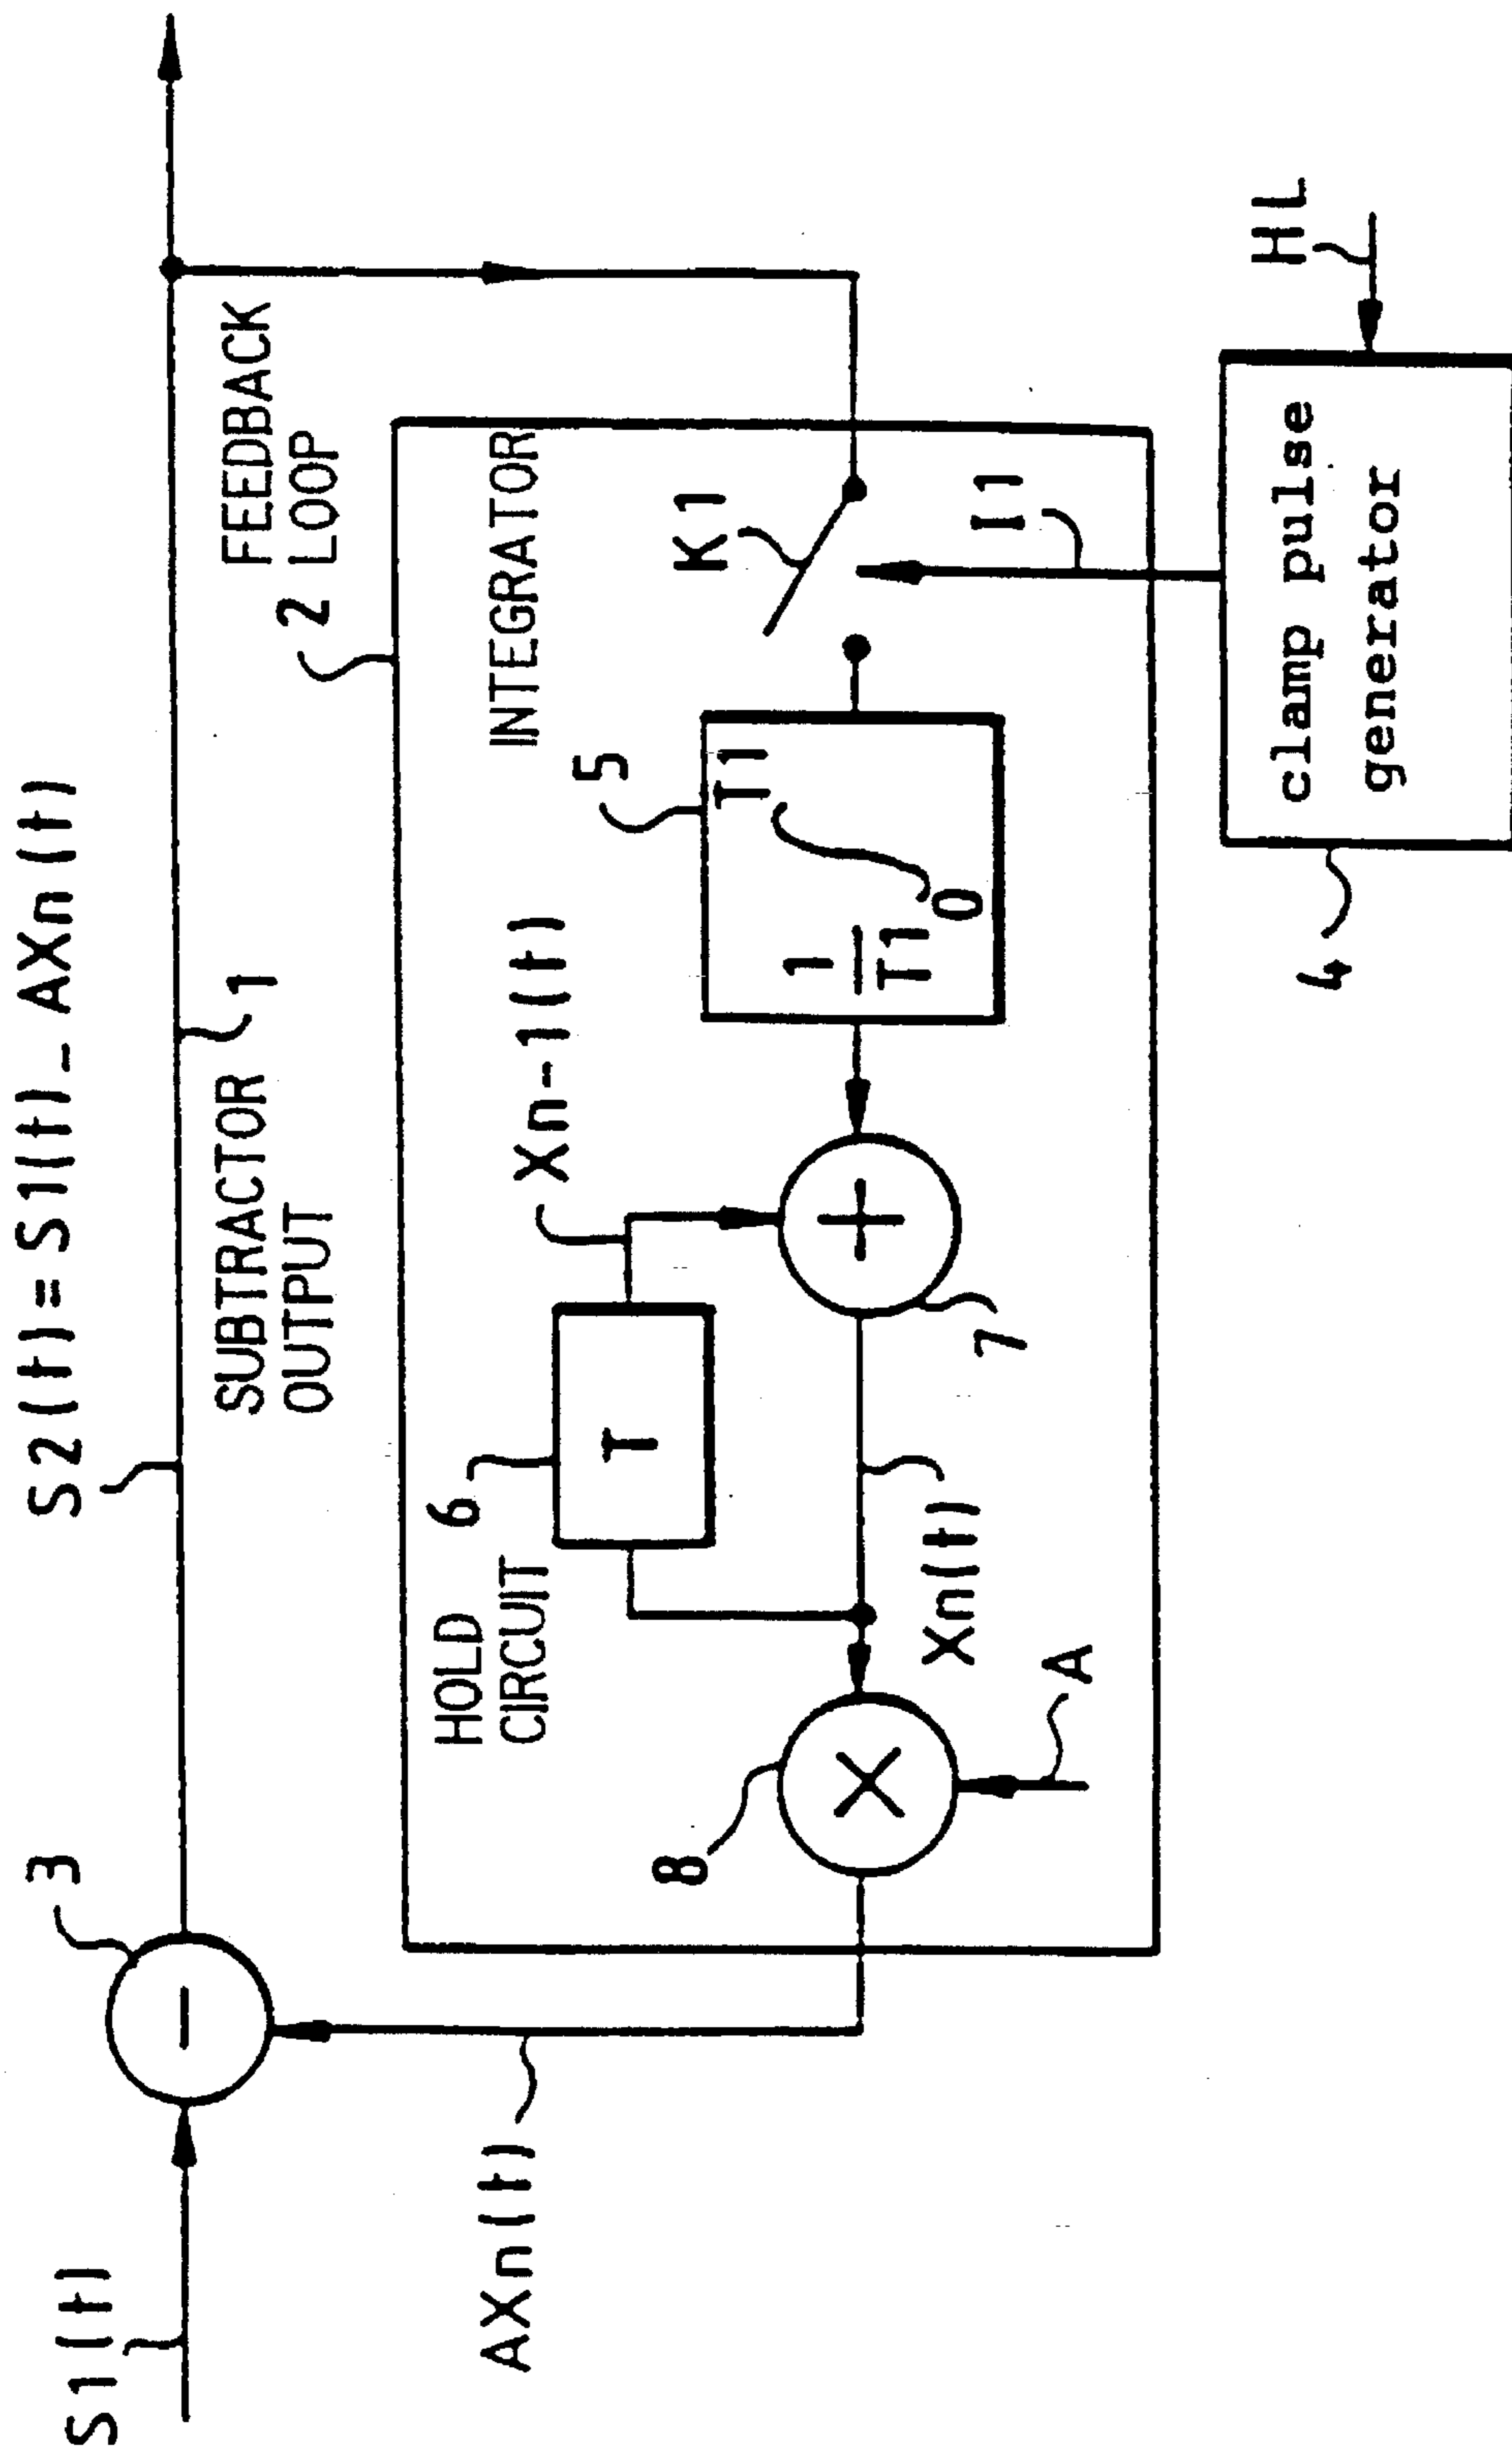 S2(t) = S1(t) - AXn(t)
S1(t)
3
SUBTRACTOR
OUTPUT
1
FEEDBACK
LOOP
2
AXn(t)
HOLD
CIRCUIT
6
T
Xn-1(t)
INTEGRATOR
5
T1
1
T1
0
K1
8
X
A
Xn(t)
+
7
I1
HL
4
clamp pulse
generator